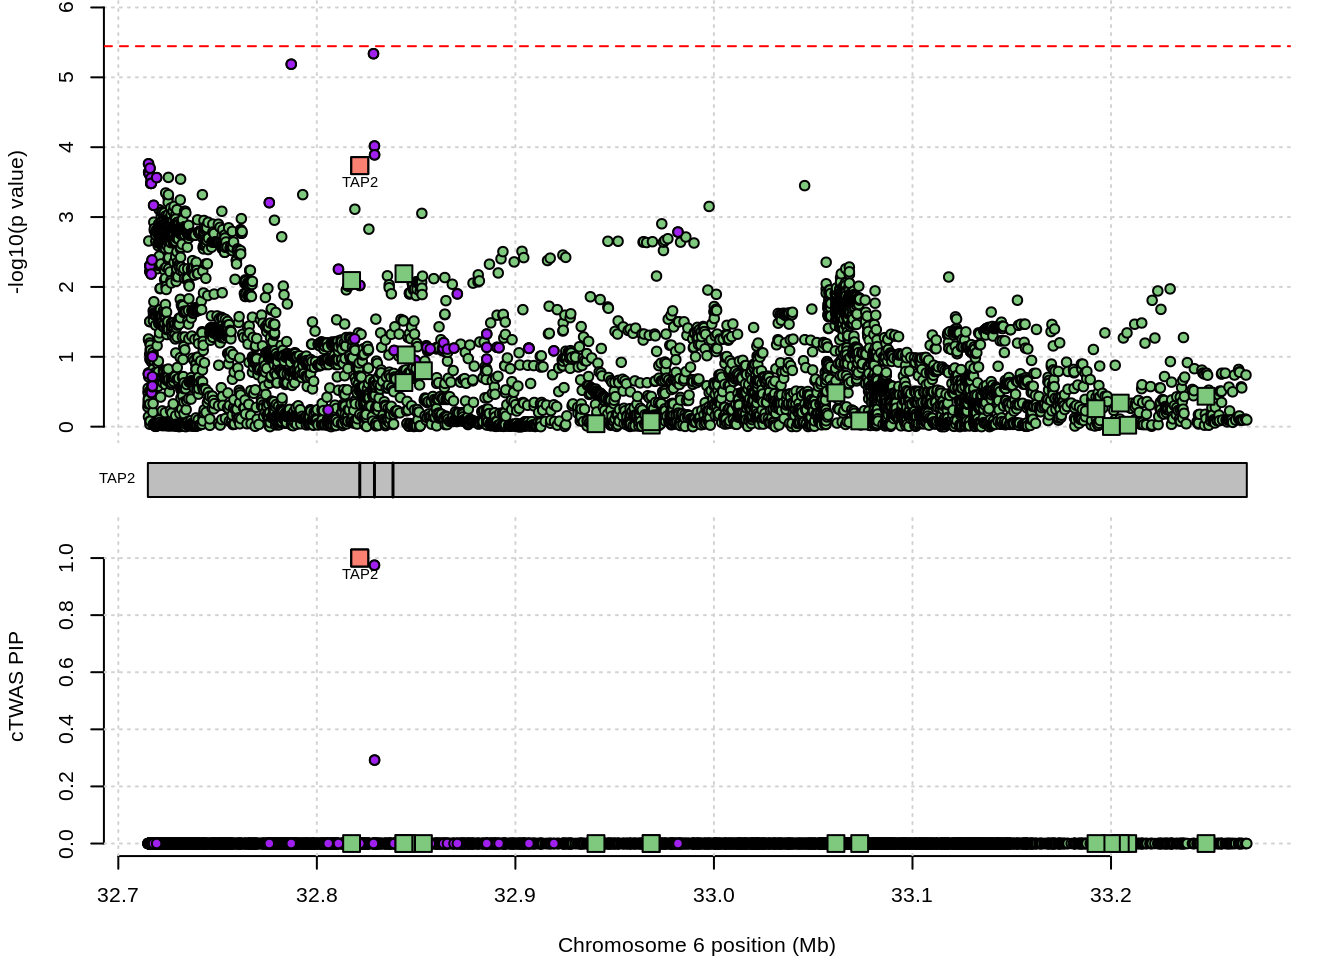 6
5
4
3
2
1
0
-log10(p value)
TAP2
TAP2
1.0
0.8
0.6
0.4
0.2
0.0
cTWAS PIP
TAP2
32.7 32.8 32.9 33.0 33.1 33.2
Chromosome 6 position (Mb)